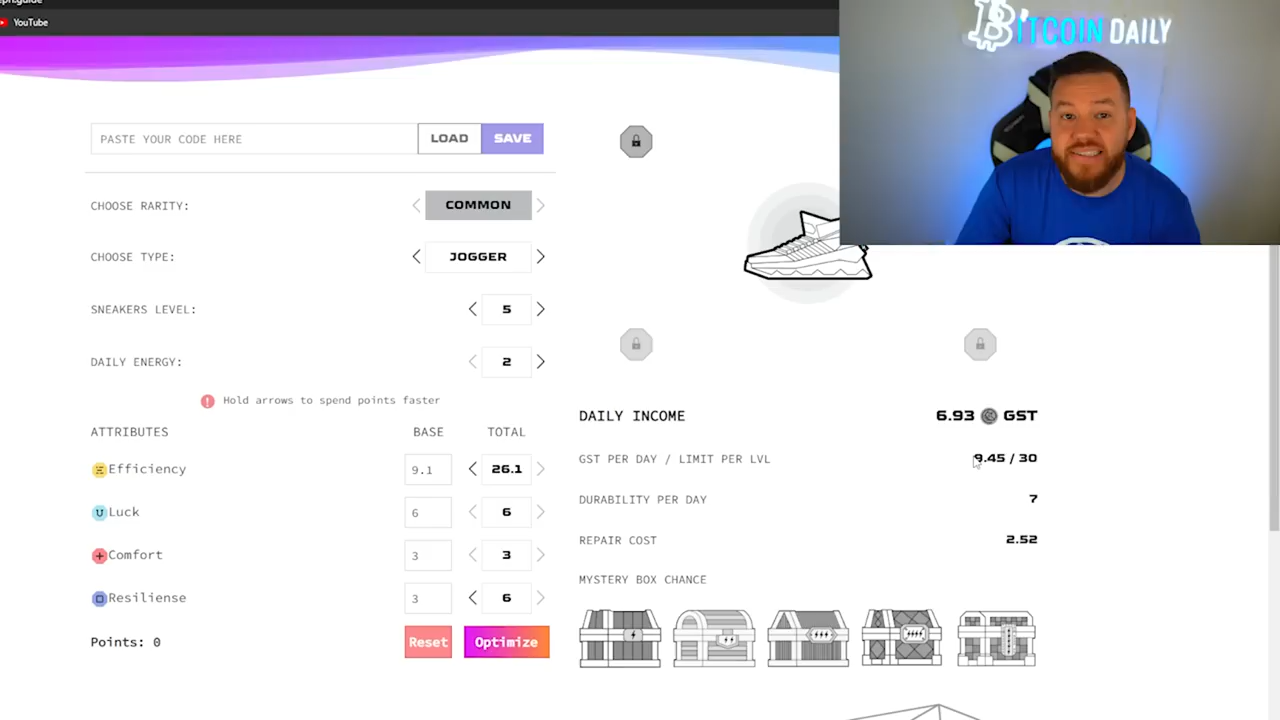 YouTube
BITCOIN DAILY
PASTE YOUR CODE HERE
LOAD
SAVE
CHOOSE RARITY:
COMMON
CHOOSE TYPE:
JOGGER
SNEAKERS LEVEL:
5
DAILY ENERGY:
2
! Hold arrows to spend points faster
ATTRIBUTES BASE TOTAL
Efficiency 9.1 26.1
Luck 6 6
Comfort 3 3
Resiliense 3 6
Points: 0
Reset
Optimize
DAILY INCOME 6.93 GST
GST PER DAY / LIMIT PER LVL 9.45 / 30
DURABILITY PER DAY 7
REPAIR COST 2.52
MYSTERY BOX CHANCE